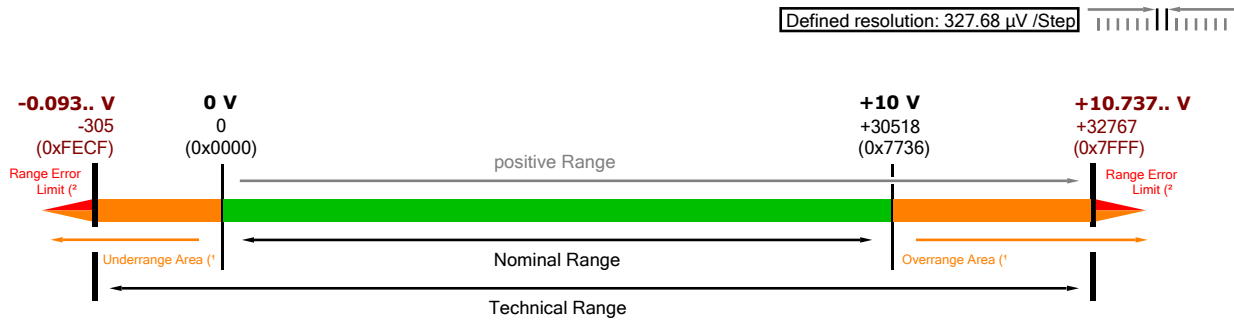 Defined resolution: 327.68 µV /Step
-0.093.. V
-305
(0xFECF)
0 V
0
(0x0000)
+10 V
+30518
(0x7736)
+10.737.. V
+32767
(0x7FFF)
positive Range
Range Error
Limit (²
Range Error
Limit (²
Underrange Area (¹
Nominal Range
Overrange Area (¹
Technical Range